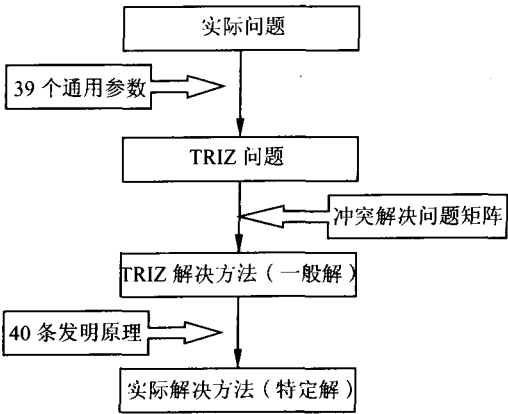 实际问题
39 个通用参数
TRIZ 问题
冲突解决问题矩阵
TRIZ 解决方法（一般解）
40 条发明原理
实际解决方法（特定解）